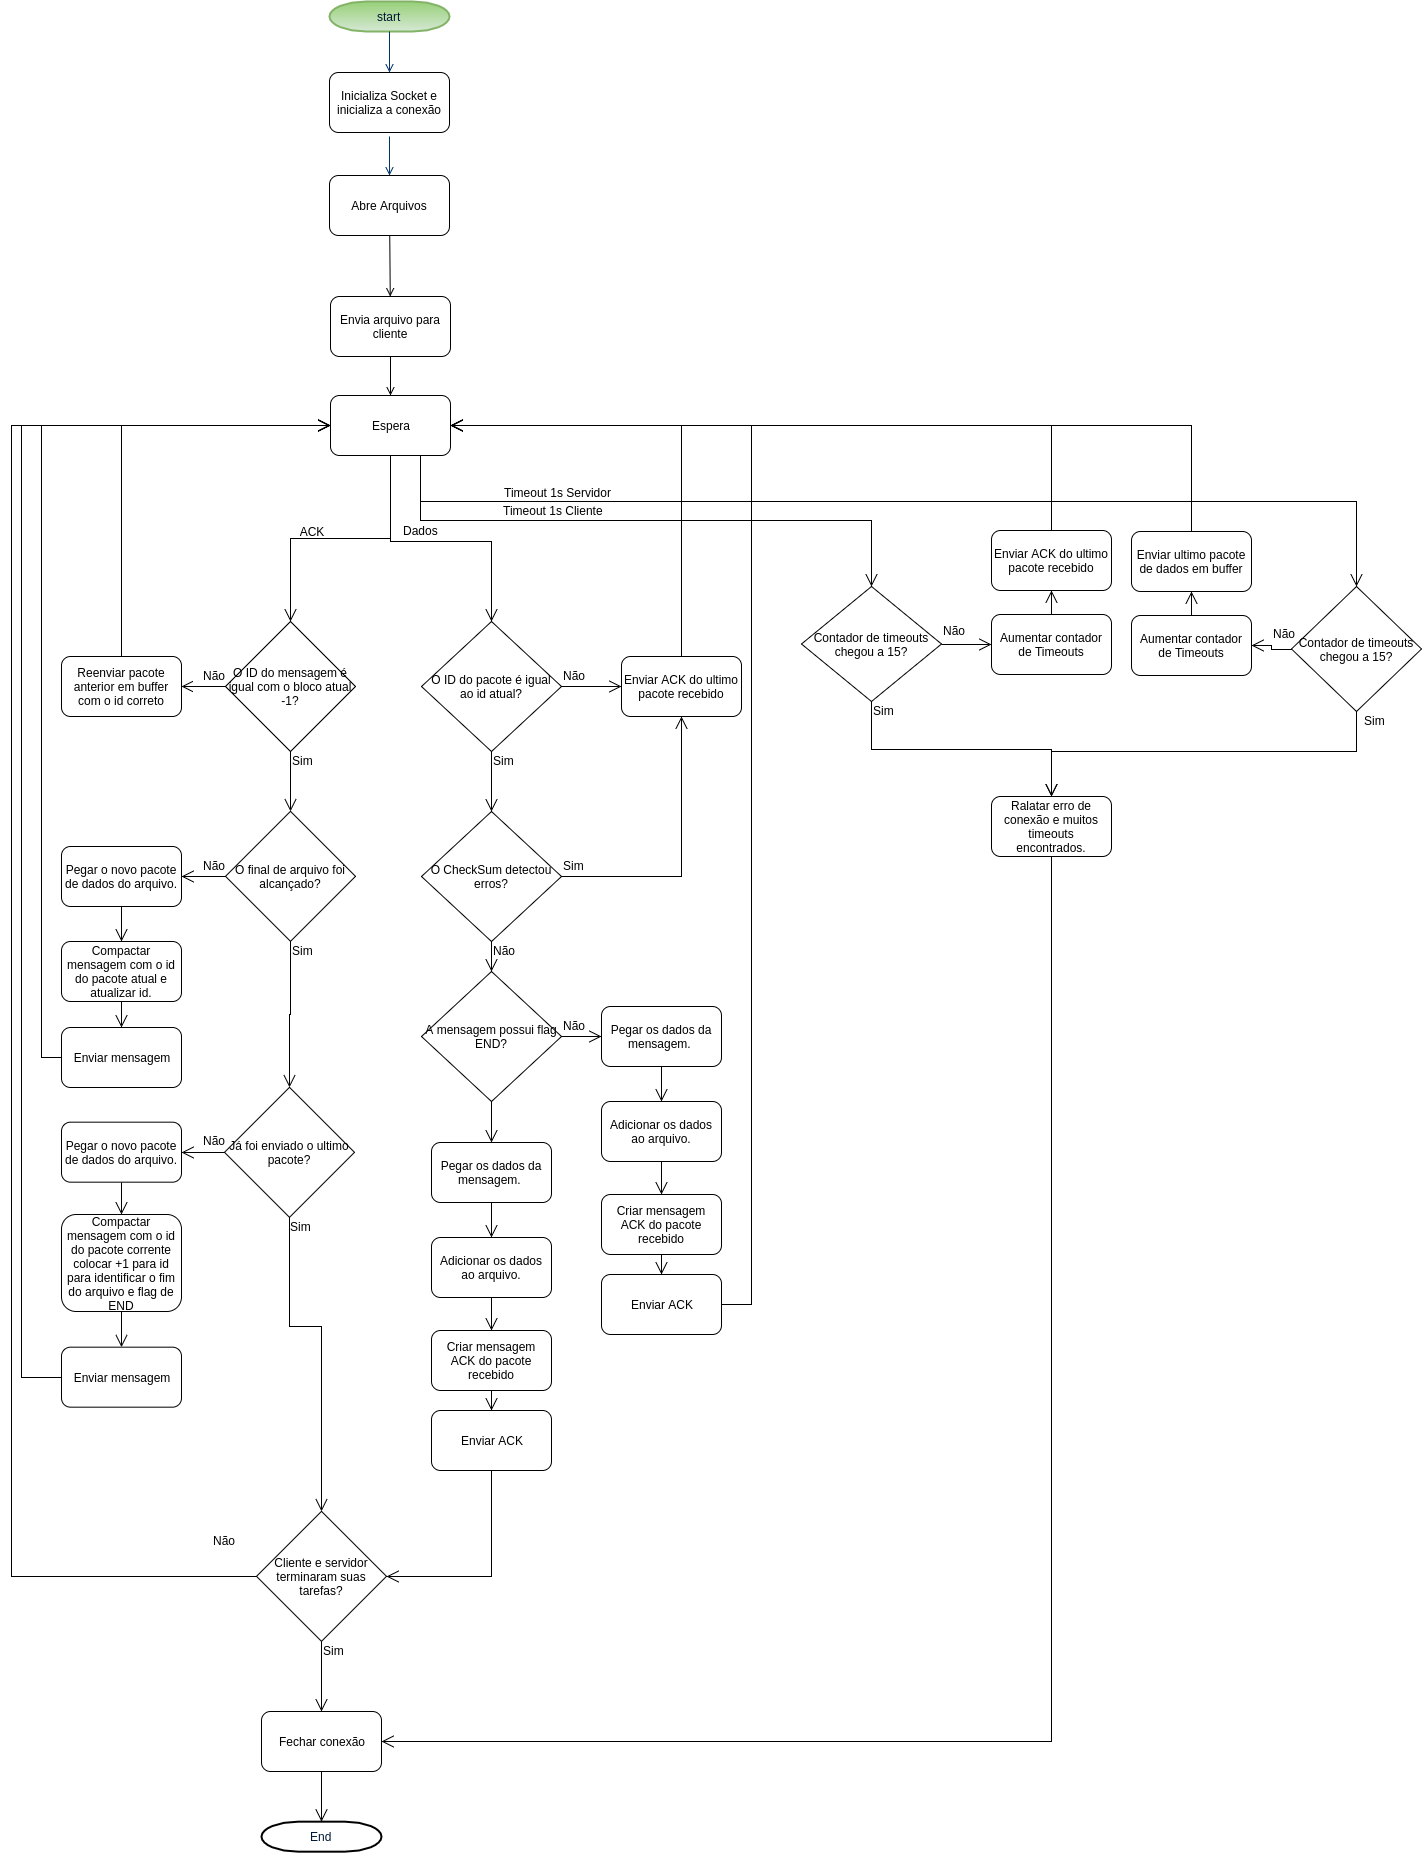 start
Inicializa Socket e
inicializa a conexão
Abre Arquivos
Envia arquivo para
cliente
Espera
Timeout 1s Servidor
Timeout 1s Cliente
ACK
Dados
Enviar ACK do ultimo
pacote recebido
Enviar ultimo pacote
de dados em buffer
Contador de timeouts
chegou a 15?
Não
Aumentar contador
de Timeouts
Aumentar contador
de Timeouts
Não
Contador de timeouts
chegou a 15?
Sim
Sim
Reenviar pacote
anterior em buffer
com o id correto
Não
O ID do mensagem é
igual com o bloco atual
-1?
Sim
O ID do pacote é igual
ao id atual?
Não
Enviar ACK do ultimo
pacote recebido
Sim
Ralatar erro de
conexão e muitos
timeouts
encontrados.
Pegar o novo pacote
de dados do arquivo.
Não
O final de arquivo foi
alcançado?
Sim
O CheckSum detectou
erros?
Sim
Não
Compactar
mensagem com o id
do pacote atual e
atualizar id.
Enviar mensagem
A mensagem possui flag
END?
Não
Pegar os dados da
mensagem.
Adicionar os dados
ao arquivo.
Criar mensagem
ACK do pacote
recebido
Enviar ACK
Pegar o novo pacote
de dados do arquivo.
Não
Já foi enviado o ultimo
pacote?
Sim
Compactar
mensagem com o id
do pacote corrente
colocar +1 para id
para identificar o fim
do arquivo e flag de
END
Enviar mensagem
Pegar os dados da
mensagem.
Adicionar os dados
ao arquivo.
Criar mensagem
ACK do pacote
recebido
Enviar ACK
Não
Cliente e servidor
terminaram suas
tarefas?
Sim
Fechar conexão
End